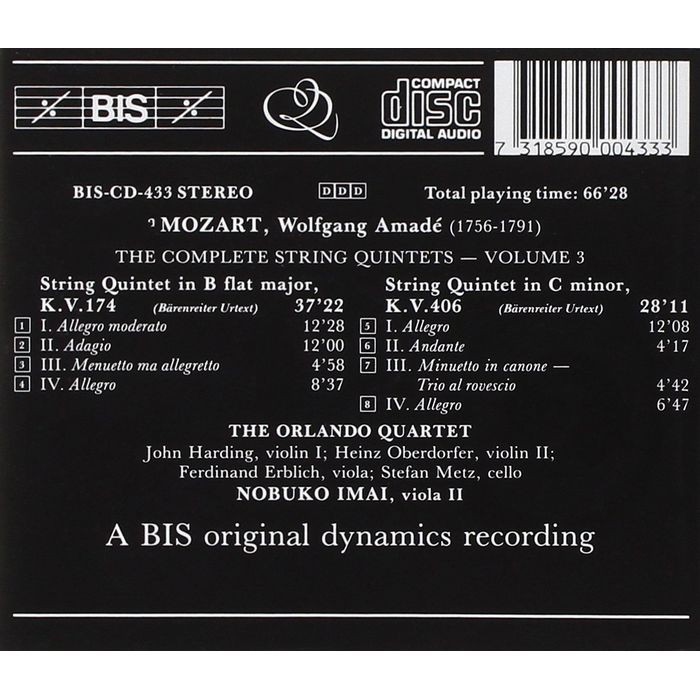 BIS
COMPACT
disc
DIGITAL AUDIO
7 318590 004333
BIS-CD-433 STEREO DDD Total playing time: 66'28
MOZART, Wolfgang Amadé (1756-1791)
THE COMPLETE STRING QUINTETS — VOLUME 3
String Quintet in B flat major,
K.V.174 (Bärenreiter Urtext) 37'22
1 I. Allegro moderato 12'28
2 II. Adagio 12'00
3 III. Menuetto ma allegretto 4'58
4 IV. Allegro 8'37
String Quintet in C minor,
K.V.406 (Bärenreiter Urtext) 28'11
5 I. Allegro 12'08
6 II. Andante 4'17
7 III. Minuetto in canone —
Trio al rovescio 4'42
8 IV. Allegro 6'47
THE ORLANDO QUARTET
John Harding, violin I; Heinz Oberdorfer, violin II;
Ferdinand Erblich, viola; Stefan Metz, cello
NOBUKO IMAI, viola II
A BIS original dynamics recording